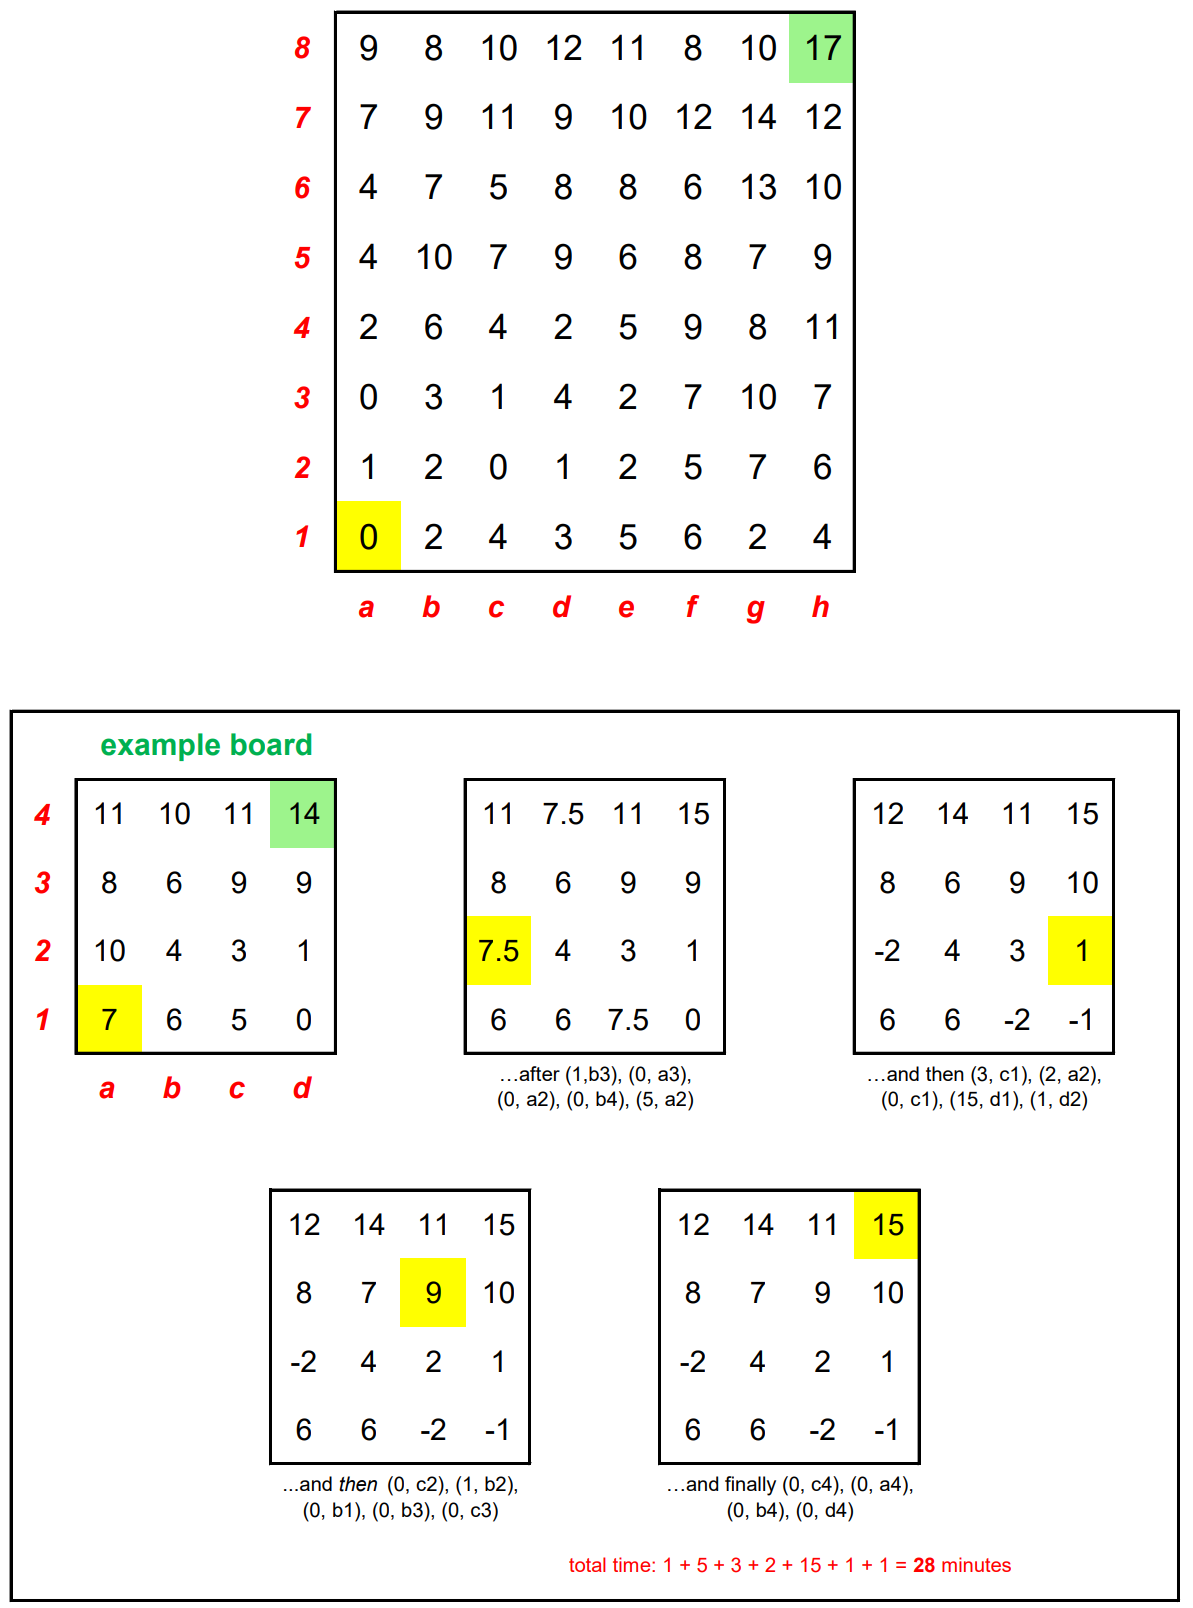 8 9 8 10 12 11 8 10 17
7 7 9 11 9 10 12 14 12
6 4 7 5 8 8 6 13 10
5 4 10 7 9 6 8 7 9
4 2 6 4 2 5 9 8 11
3 0 3 1 4 2 7 10 7
2 1 2 0 1 2 5 7 6
1 0 2 4 3 5 6 2 4
a b c d e f g h
example board
4 11 10 11 14
3 8 6 9 9
2 10 4 3 1
1 7 6 5 0
a b c d
11 7.5 11 15
8 6 9 9
7.5 4 3 1
6 6 7.5 0
…after (1,b3), (0, a3),
(0, a2), (0, b4), (5, a2)
12 14 11 15
8 6 9 10
-2 4 3 1
6 6 -2 -1
…and then (3, c1), (2, a2),
(0, c1), (15, d1), (1, d2)
12 14 11 15
8 7 9 10
-2 4 2 1
6 6 -2 -1
...and then (0, c2), (1, b2),
(0, b1), (0, b3), (0, c3)
12 14 11 15
8 7 9 10
-2 4 2 1
6 6 -2 -1
…and finally (0, c4), (0, a4),
(0, b4), (0, d4)
total time: 1 + 5 + 3 + 2 + 15 + 1 + 1 = 28 minutes